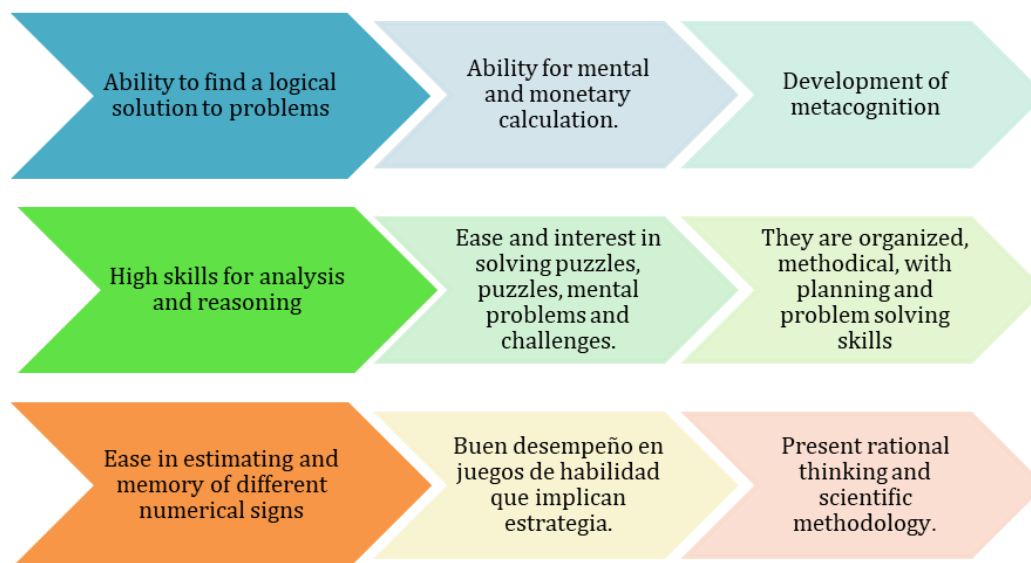 Ability to find a logical
solution to problems
Ability for mental
and monetary
calculation.
Development of
metacognition
High skills for analysis
and reasoning
Ease and interest in
solving puzzles,
puzzles, mental
problems and
challenges.
They are organized,
methodical, with
planning and
problem solving
skills
Ease in estimating and
memory of different
numerical signs
Buen desempeño en
juegos de habilidad
que implican
estrategia.
Present rational
thinking and
scientific
methodology.